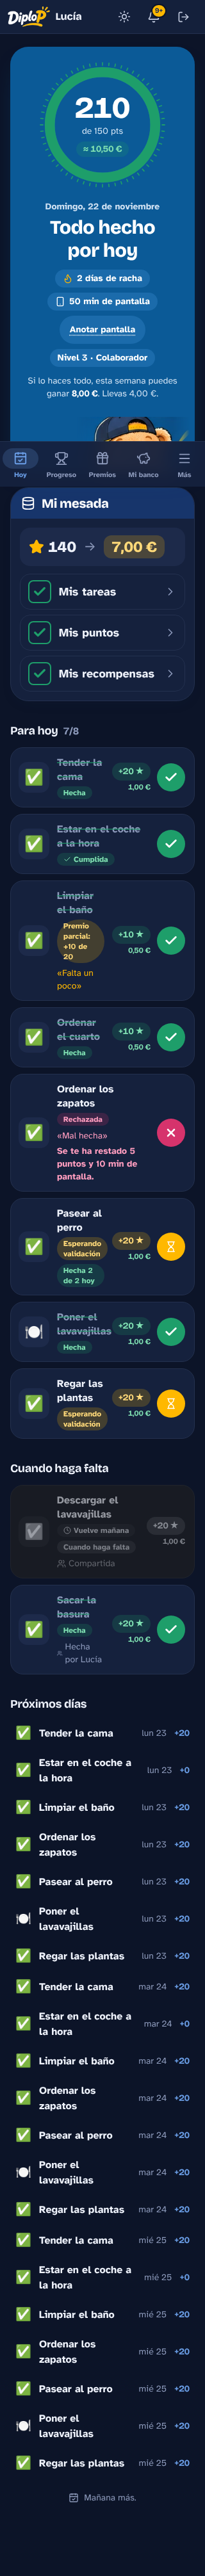 DiploP Lucía 9+
210
de 150 pts
≈ 10,50 €
Domingo, 22 de noviembre
Todo hecho
por hoy
2 días de racha
50 min de pantalla
Anotar pantalla
Nivel 3 · Colaborador
Si lo haces todo, esta semana puedes
ganar 8,00 €. Llevas 4,00 €.
Hoy Progreso Premios Mi banco Más
Mi mesada
140 → 7,00 €
Mis tareas
Mis puntos
Mis recompensas
Para hoy 7/8
Tender la
cama
Hecha
+20 ★
1,00 €
Estar en el coche
a la hora
Cumplida
Limpiar
el baño
Premio
parcial:
+10 de
20
«Falta un
poco»
+10 ★
0,50 €
Ordenar
el cuarto
Hecha
+10 ★
0,50 €
Ordenar los
zapatos
Rechazada
«Mal hecha»
Se te ha restado 5
puntos y 10 min de
pantalla.
Pasear al
perro
Esperando
validación
Hecha 2
de 2 hoy
+20 ★
1,00 €
Poner el
lavavajillas
Hecha
+20 ★
1,00 €
Regar las
plantas
Esperando
validación
+20 ★
1,00 €
Cuando haga falta
Descargar el
lavavajillas
Vuelve mañana
Cuando haga falta
Compartida
+20 ★
1,00 €
Sacar la
basura
Hecha
Hecha
por Lucía
+20 ★
1,00 €
Próximos días
Tender la cama lun 23 +20
Estar en el coche a
la hora lun 23 +0
Limpiar el baño lun 23 +20
Ordenar los
zapatos lun 23 +20
Pasear al perro lun 23 +20
Poner el
lavavajillas lun 23 +20
Regar las plantas lun 23 +20
Tender la cama mar 24 +20
Estar en el coche a
la hora mar 24 +0
Limpiar el baño mar 24 +20
Ordenar los
zapatos mar 24 +20
Pasear al perro mar 24 +20
Poner el
lavavajillas mar 24 +20
Regar las plantas mar 24 +20
Tender la cama mié 25 +20
Estar en el coche a
la hora mié 25 +0
Limpiar el baño mié 25 +20
Ordenar los
zapatos mié 25 +20
Pasear al perro mié 25 +20
Poner el
lavavajillas mié 25 +20
Regar las plantas mié 25 +20
Mañana más.